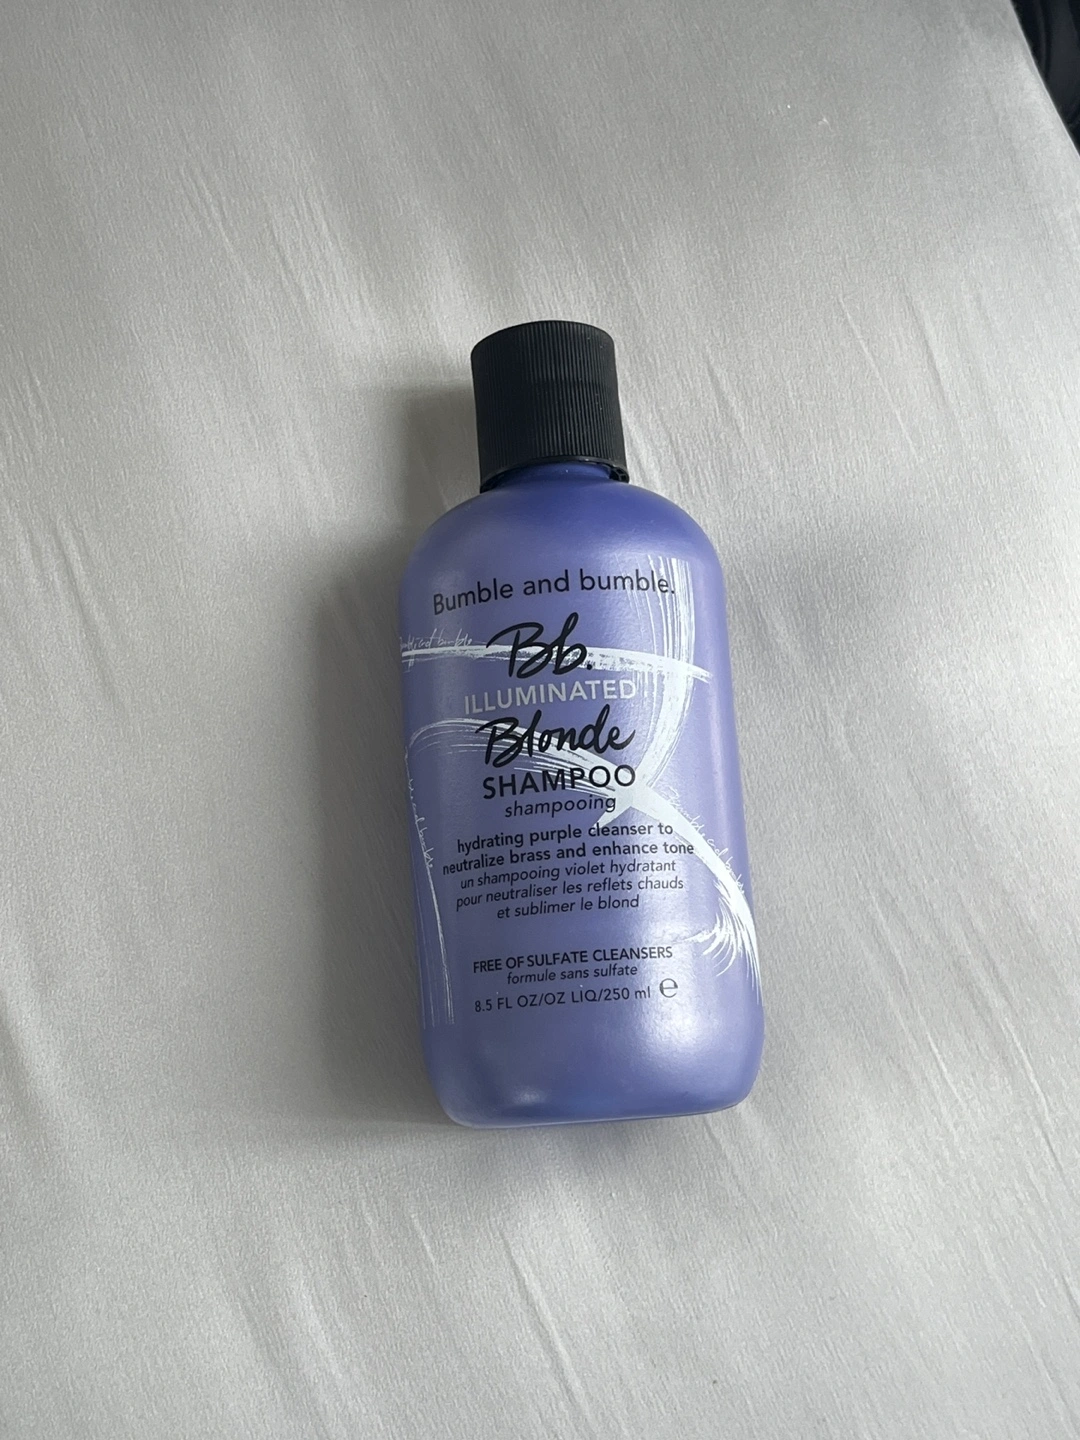 Bumble and bumble.
Bb.
ILLUMINATED
Blonde
SHAMPOO
shampooing
hydrating purple cleanser to
neutralize brass and enhance tone
un shampooing violet hydratant
pour neutraliser les reflets chauds
et sublimer le blond
FREE OF SULFATE CLEANSERS
formule sans sulfate
8.5 FL OZ/OZ LIQ/250 ml e